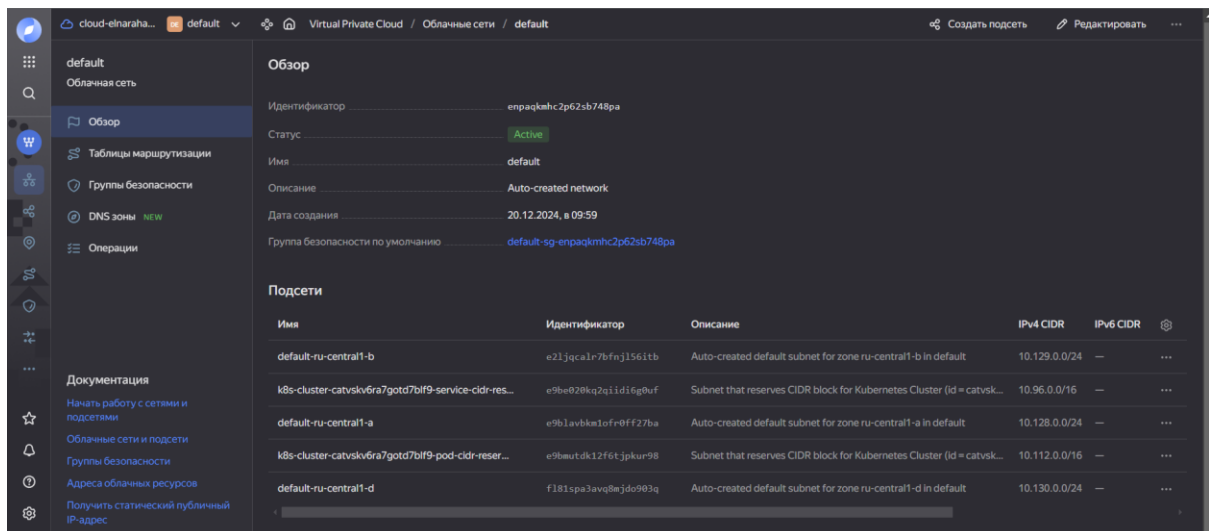 cloud-elnaraha... DE default Virtual Private Cloud / Облачные сети / default Создать подсеть Редактировать
default
Облачная сеть
Обзор
Таблицы маршрутизации
Группы безопасности
DNS зоны NEW
Операции
Документация
Начать работу с сетями и
подсетями
Облачные сети и подсети
Группы безопасности
Адреса облачных ресурсов
Получить статический публичный
IP-адрес
Обзор
Идентификатор enpaqkmhc2p62sb748pa
Статус Active
Имя default
Описание Auto-created network
Дата создания 20.12.2024, в 09:59
Группа безопасности по умолчанию default-sg-enpaqkmhc2p62sb748pa
Подсети
Имя Идентификатор Описание IPv4 CIDR IPv6 CIDR
default-ru-central1-b e2ljqcalr7bfnjl56itb Auto-created default subnet for zone ru-central1-b in default 10.129.0.0/24 —
k8s-cluster-catvskv6ra7gotd7blf9-service-cidr-res... e9be020kq2qiidi6g0uf Subnet that reserves CIDR block for Kubernetes Cluster (id = catvsk... 10.96.0.0/16 —
default-ru-central1-a e9blavbkm1ofr0ff27ba Auto-created default subnet for zone ru-central1-a in default 10.128.0.0/24 —
k8s-cluster-catvskv6ra7gotd7blf9-pod-cidr-reser... e9bmutdk12f6tjpkur98 Subnet that reserves CIDR block for Kubernetes Cluster (id = catvsk... 10.112.0.0/16 —
default-ru-central1-d fl81spa3avq8mjdo903q Auto-created default subnet for zone ru-central1-d in default 10.130.0.0/24 —